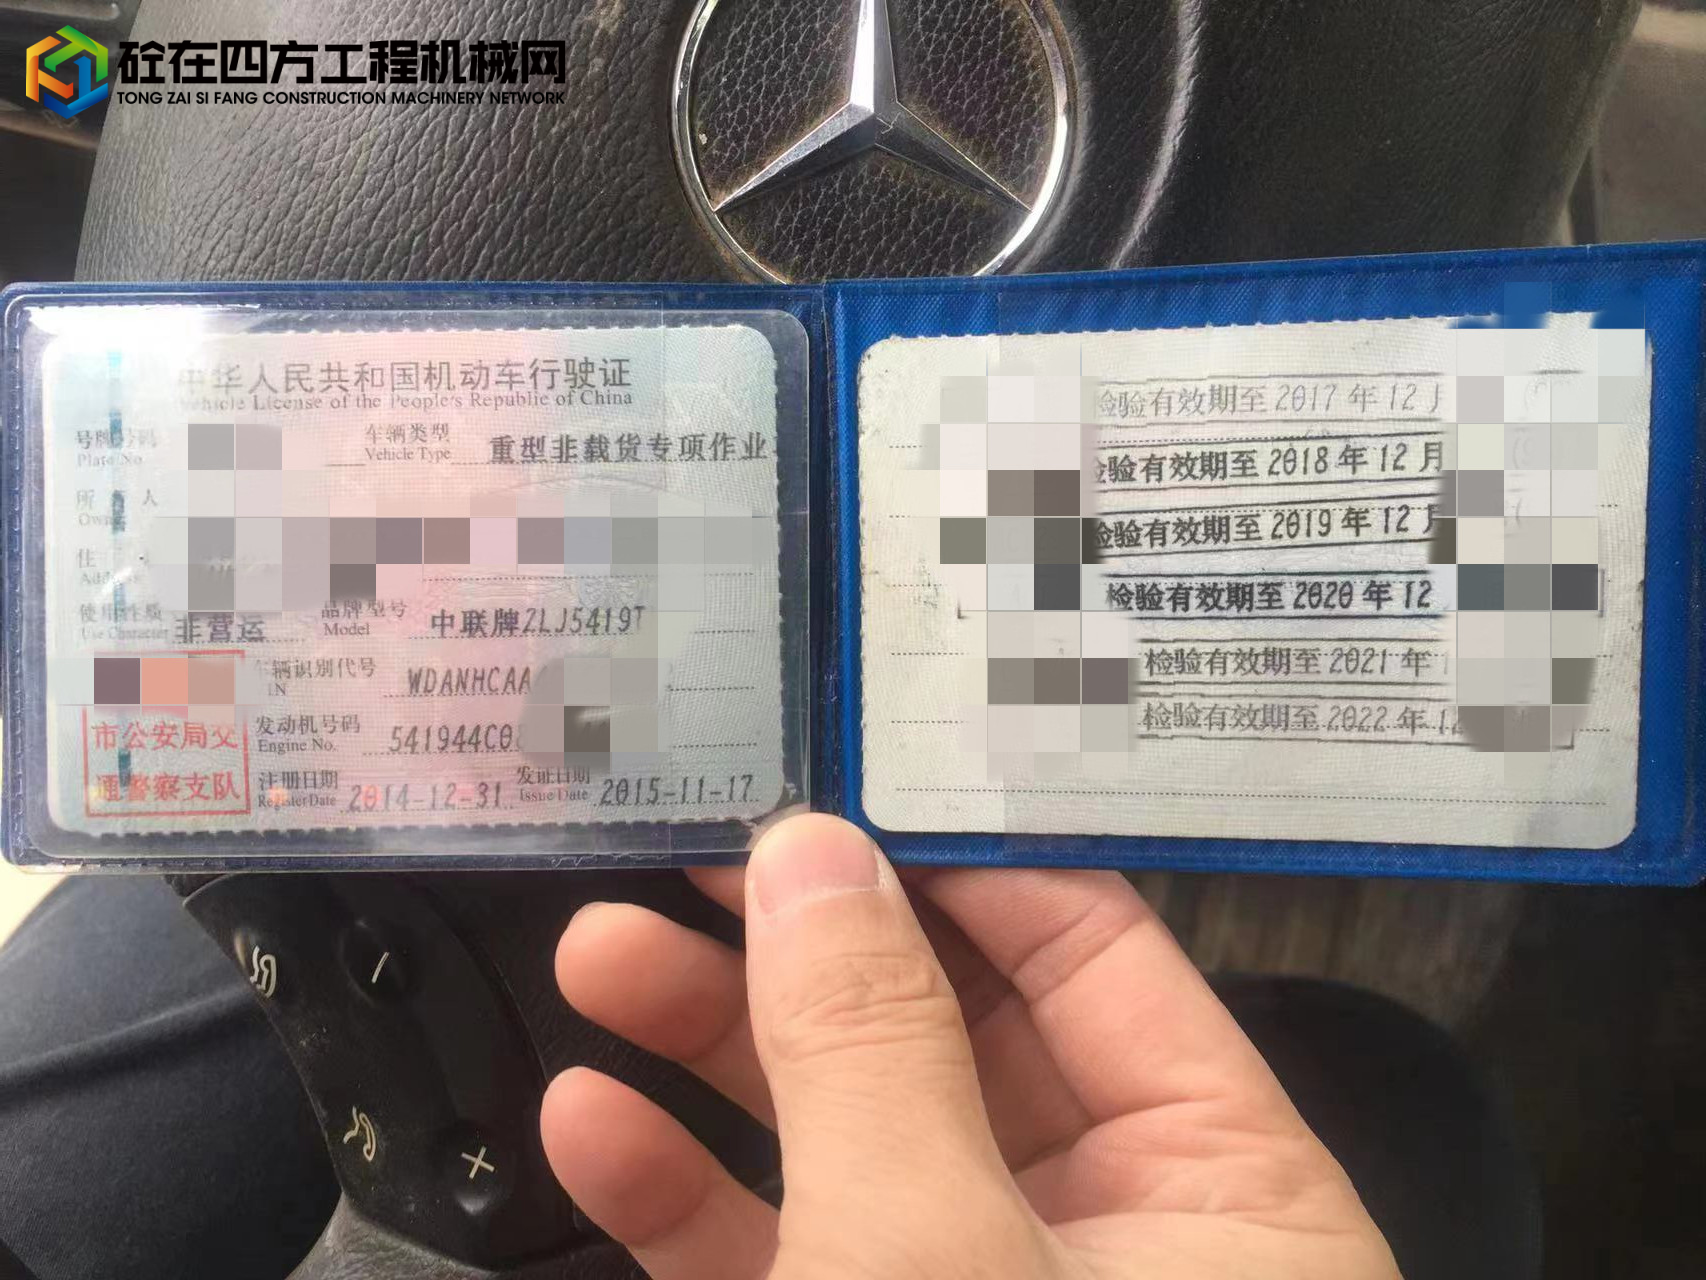 砼在四方工程机械网
TONG ZAI SI FANG CONSTRUCTION MACHINERY NETWORK
中华人民共和国机动车行驶证
Vehicle License of the People's Republic of China
号牌号码
Plate No
车辆类型
Vehicle Type
重型非载货专项作业
所 人
住
使用性质
Use Character
非营运
品牌型号
Model
中联牌ZLJ5419T
车辆识别代号
IN
WDANHCAA
市公安局交
通警察支队
发动机号码
Engine No.
541944C0
注册日期
Register Date
2014-12-31
发证日期
Issue Date
2015-11-17
检验有效期至2017年12月
检验有效期至2018年12月
检验有效期至2019年12月
检验有效期至2020年12
检验有效期至2021年1
检验有效期至2022年12